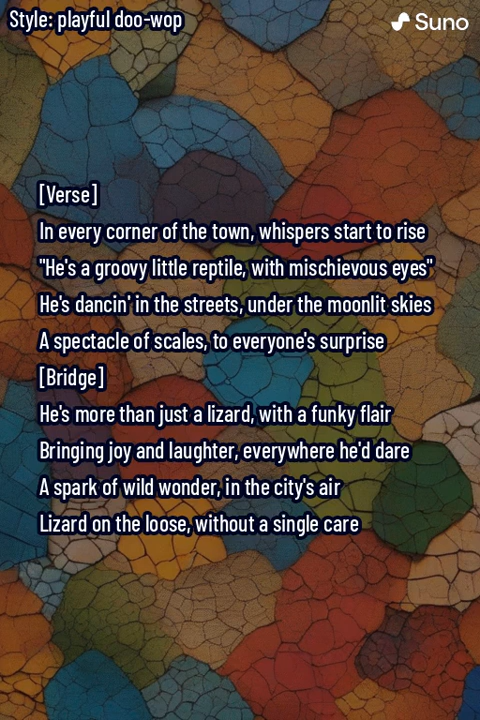 Style: playful doo-wop
Suno
[Verse]
In every corner of the town, whispers start to rise
"He's a groovy little reptile, with mischievous eyes"
He's dancin' in the streets, under the moonlit skies
A spectacle of scales, to everyone's surprise
[Bridge]
He's more than just a lizard, with a funky flair
Bringing joy and laughter, everywhere he'd dare
A spark of wild wonder, in the city's air
Lizard on the loose, without a single care